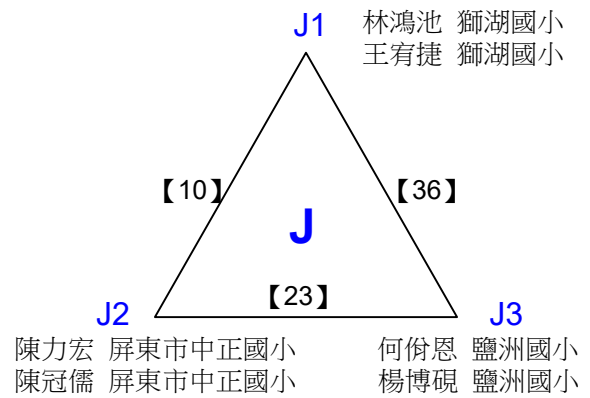 J1
林鴻池 獅湖國小
王宥捷 獅湖國小
【10】
【36】
J
【23】
J2
J3
陳力宏 屏東市中正國小
陳冠儒 屏東市中正國小
何佾恩 鹽洲國小
楊博硯 鹽洲國小